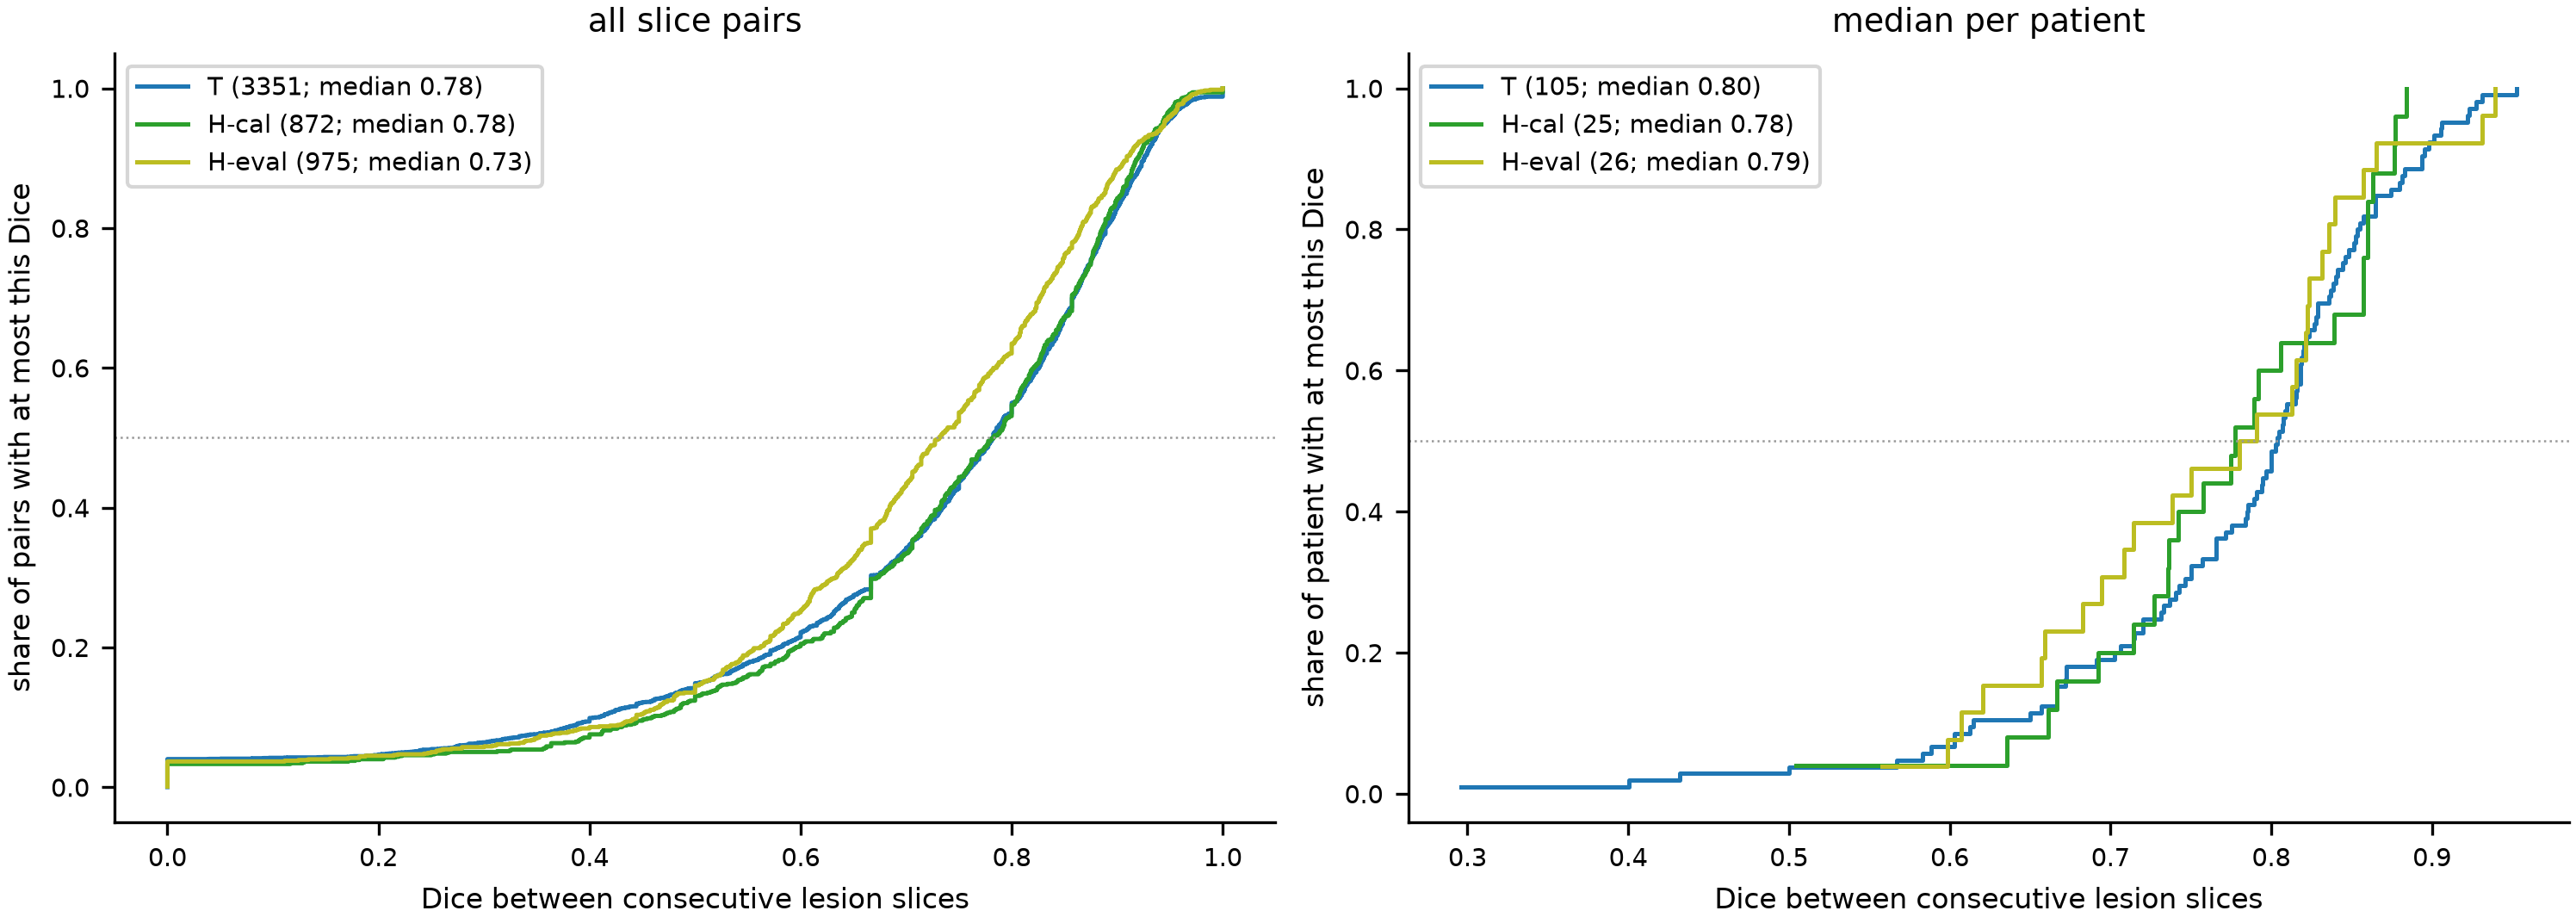 all slice pairs
T (3351; median 0.78)
H-cal (872; median 0.78)
H-eval (975; median 0.73)
share of pairs with at most this Dice
1.0
0.8
0.6
0.4
0.2
0.0
0.0 0.2 0.4 0.6 0.8 1.0
Dice between consecutive lesion slices
median per patient
T (105; median 0.80)
H-cal (25; median 0.78)
H-eval (26; median 0.79)
share of patient with at most this Dice
1.0
0.8
0.6
0.4
0.2
0.0
0.3 0.4 0.5 0.6 0.7 0.8 0.9
Dice between consecutive lesion slices